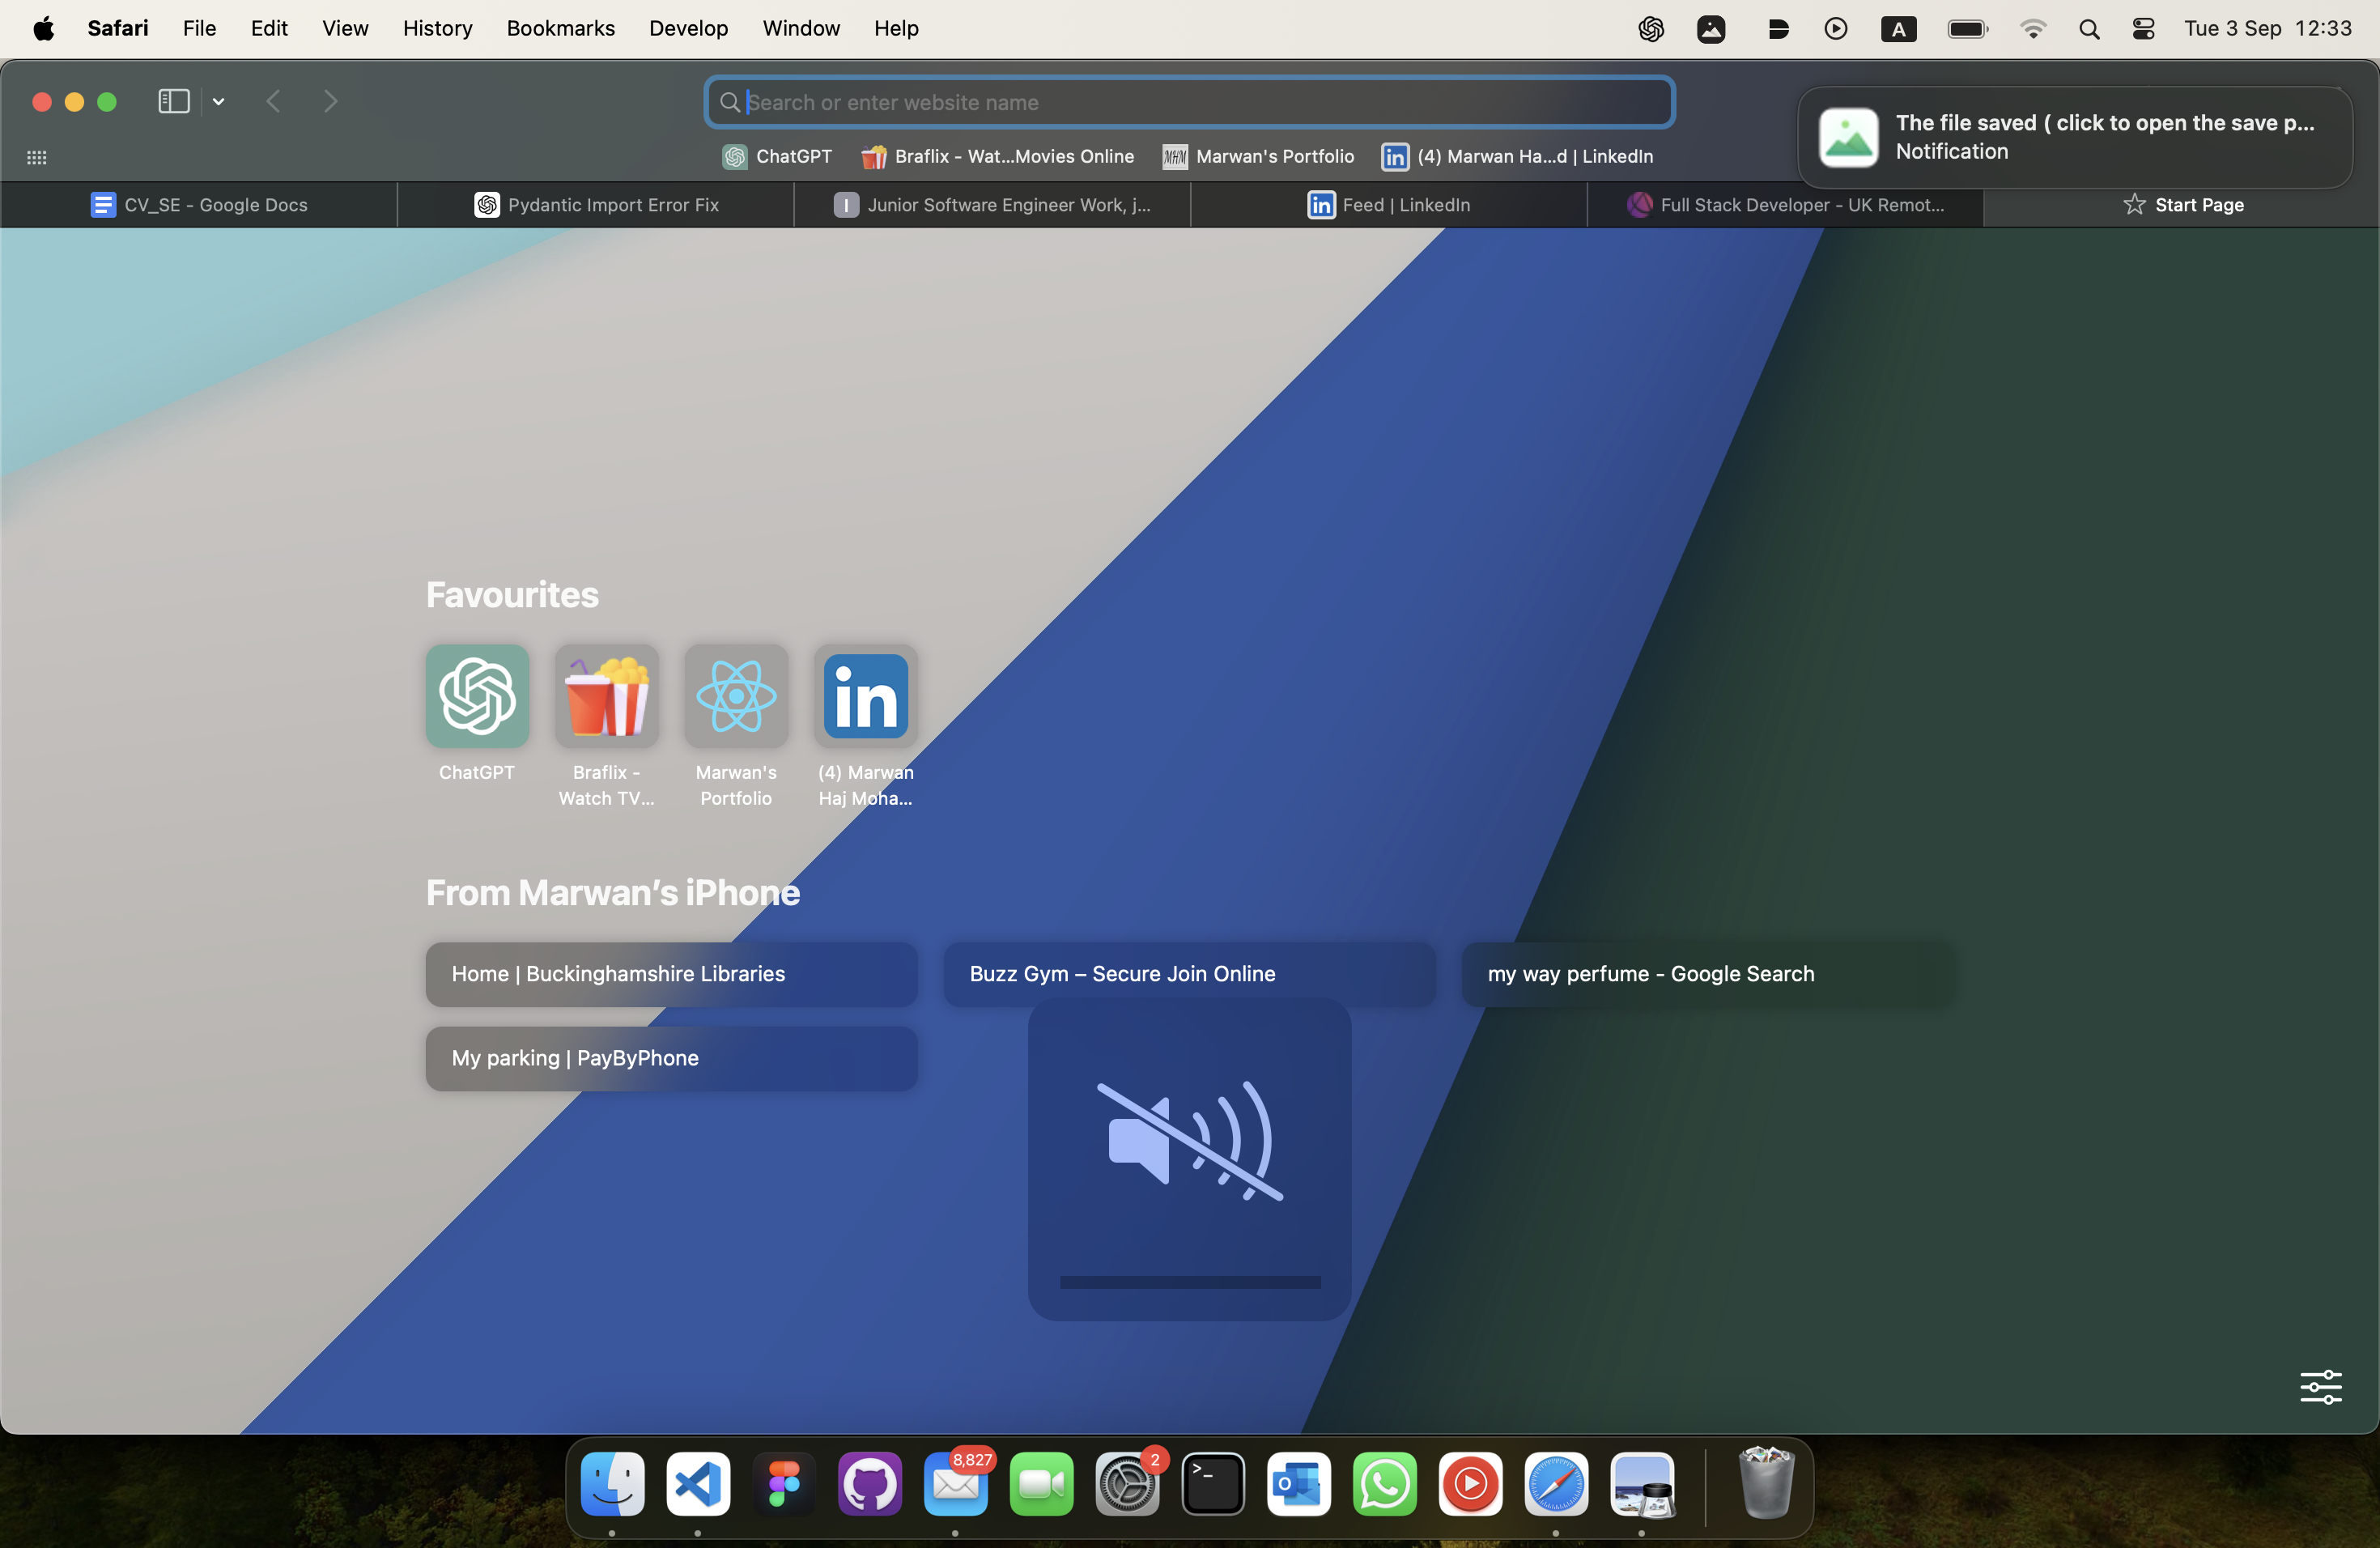 Safari File Edit View History Bookmarks Develop Window Help A Tue 3 Sep 12:33
Search or enter website name
The file saved ( click to open the save p...
Notification
ChatGPT Braflix - Wat...Movies Online MHM Marwan's Portfolio in (4) Marwan Ha...d | LinkedIn
CV_SE - Google Docs Pydantic Import Error Fix I Junior Software Engineer Work, j... in Feed | LinkedIn Full Stack Developer - UK Remot... Start Page
Favourites
in
ChatGPT
Braflix -
Watch TV...
Marwan's
Portfolio
(4) Marwan
Haj Moha...
From Marwan’s iPhone
Home | Buckinghamshire Libraries
Buzz Gym – Secure Join Online
my way perfume - Google Search
My parking | PayByPhone
8,827
2
>_
O